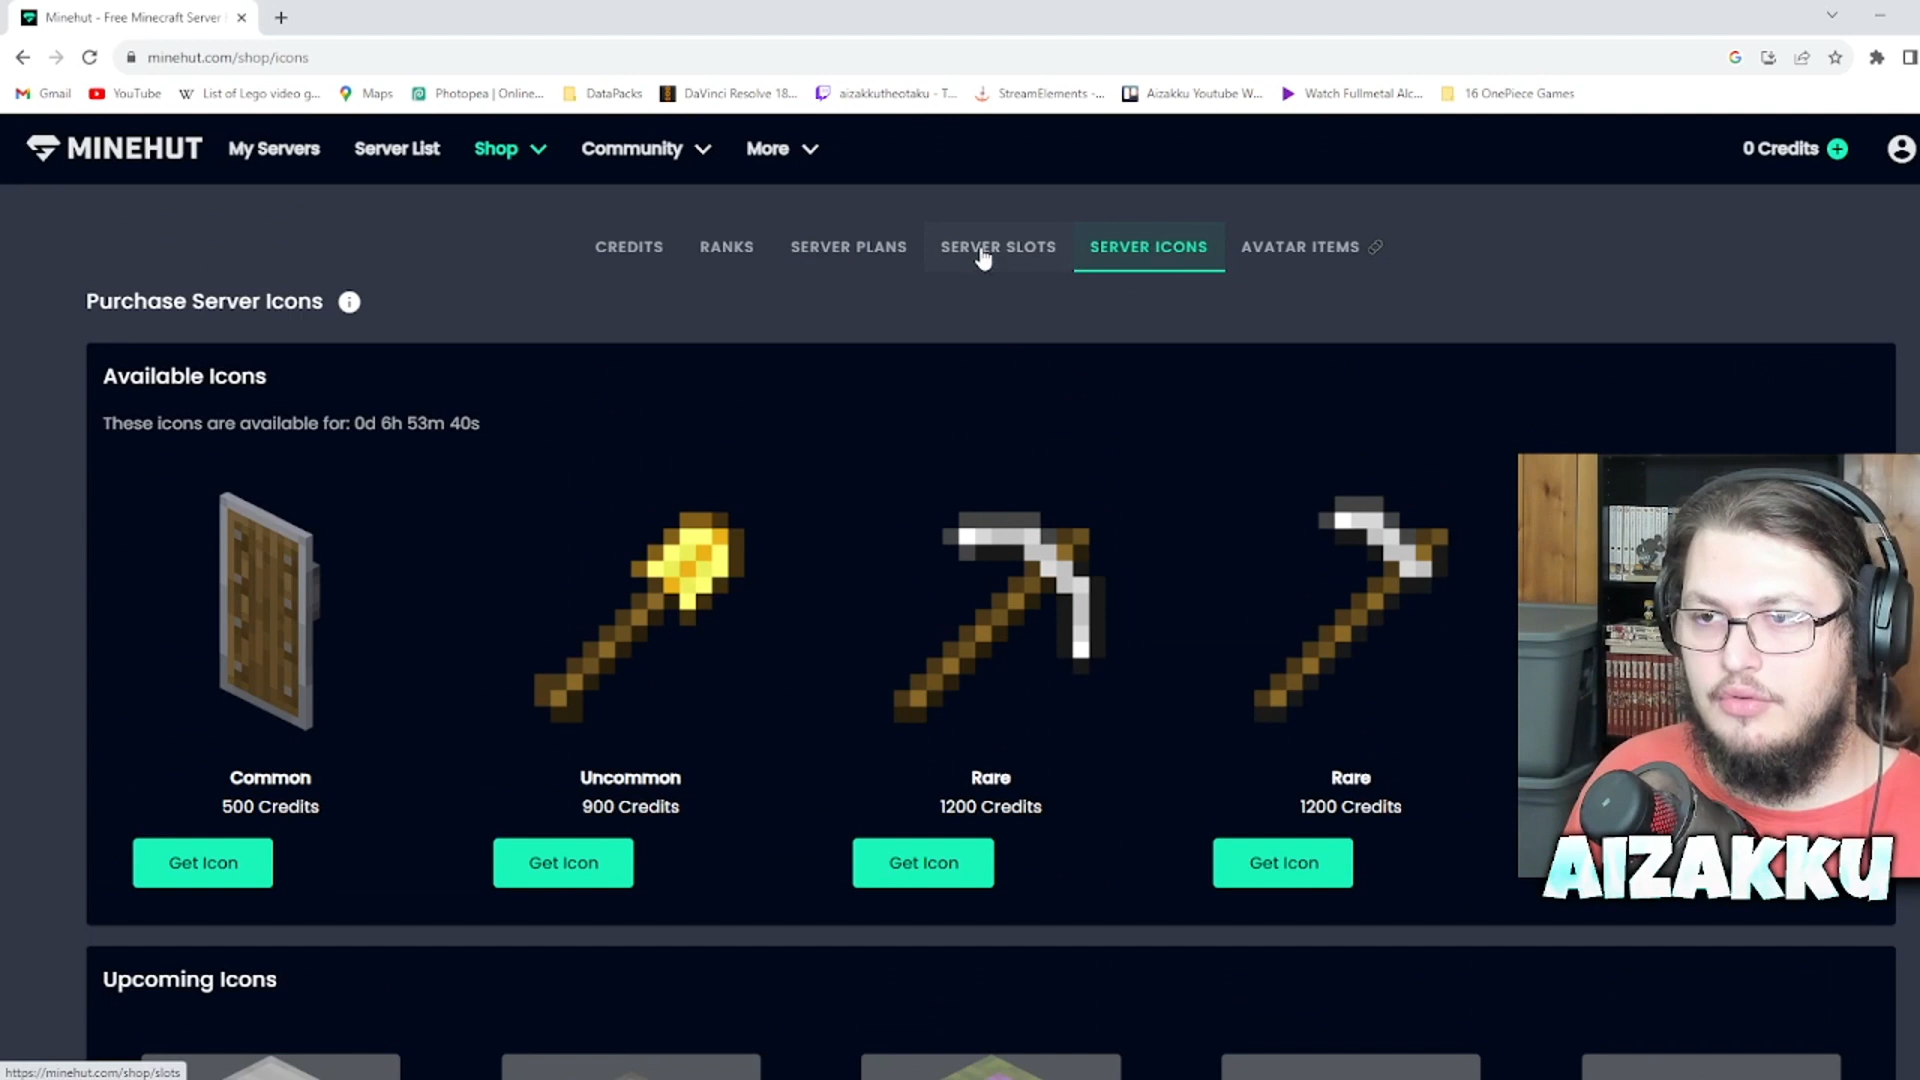 Minehut - Free Minecraft Server
minehut.com/shop/icons
Gmail YouTube List of Lego video g... Maps Photopea | Online... DataPacks DaVinci Resolve 18... aizakkutheotaku - T... StreamElements -... Aizakku Youtube W... Watch Fullmetal Alc... 16 OnePiece Games
MINEHUT My Servers Server List Shop Community More 0 Credits
CREDITS RANKS SERVER PLANS SERVER SLOTS SERVER ICONS AVATAR ITEMS
Purchase Server Icons
Available Icons
These icons are available for: 0d 6h 53m 40s
Common Uncommon Rare Rare
500 Credits 900 Credits 1200 Credits 1200 Credits
Get Icon Get Icon Get Icon Get Icon
AIZAKKU
Upcoming Icons
https://minehut.com/shop/slots